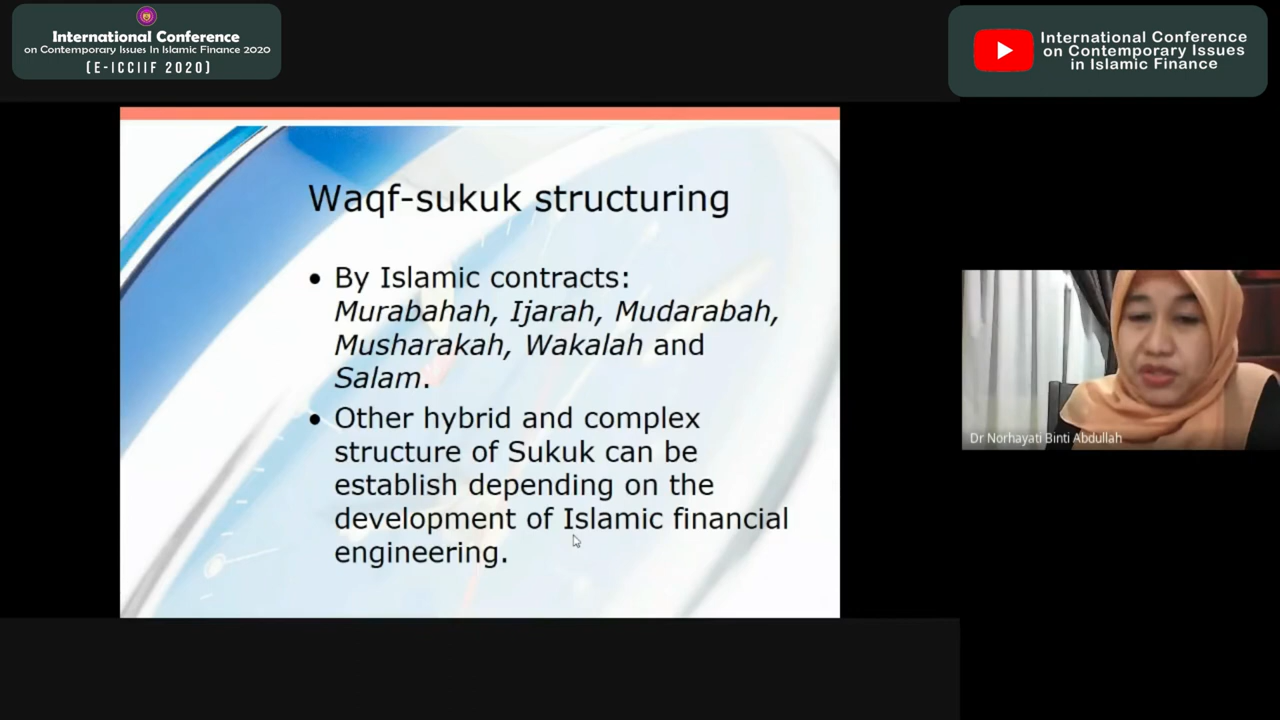 International Conference
on Contemporary Issues In Islamic Finance 2020
(E-ICCIIF 2020)
International Conference
on Contemporary Issues
in Islamic Finance
Waqf-sukuk structuring
• By Islamic contracts:
Murabahah, Ijarah, Mudarabah,
Musharakah, Wakalah and
Salam.
• Other hybrid and complex
structure of Sukuk can be
establish depending on the
development of Islamic financial
engineering.
Dr Norhayati Binti Abdullah